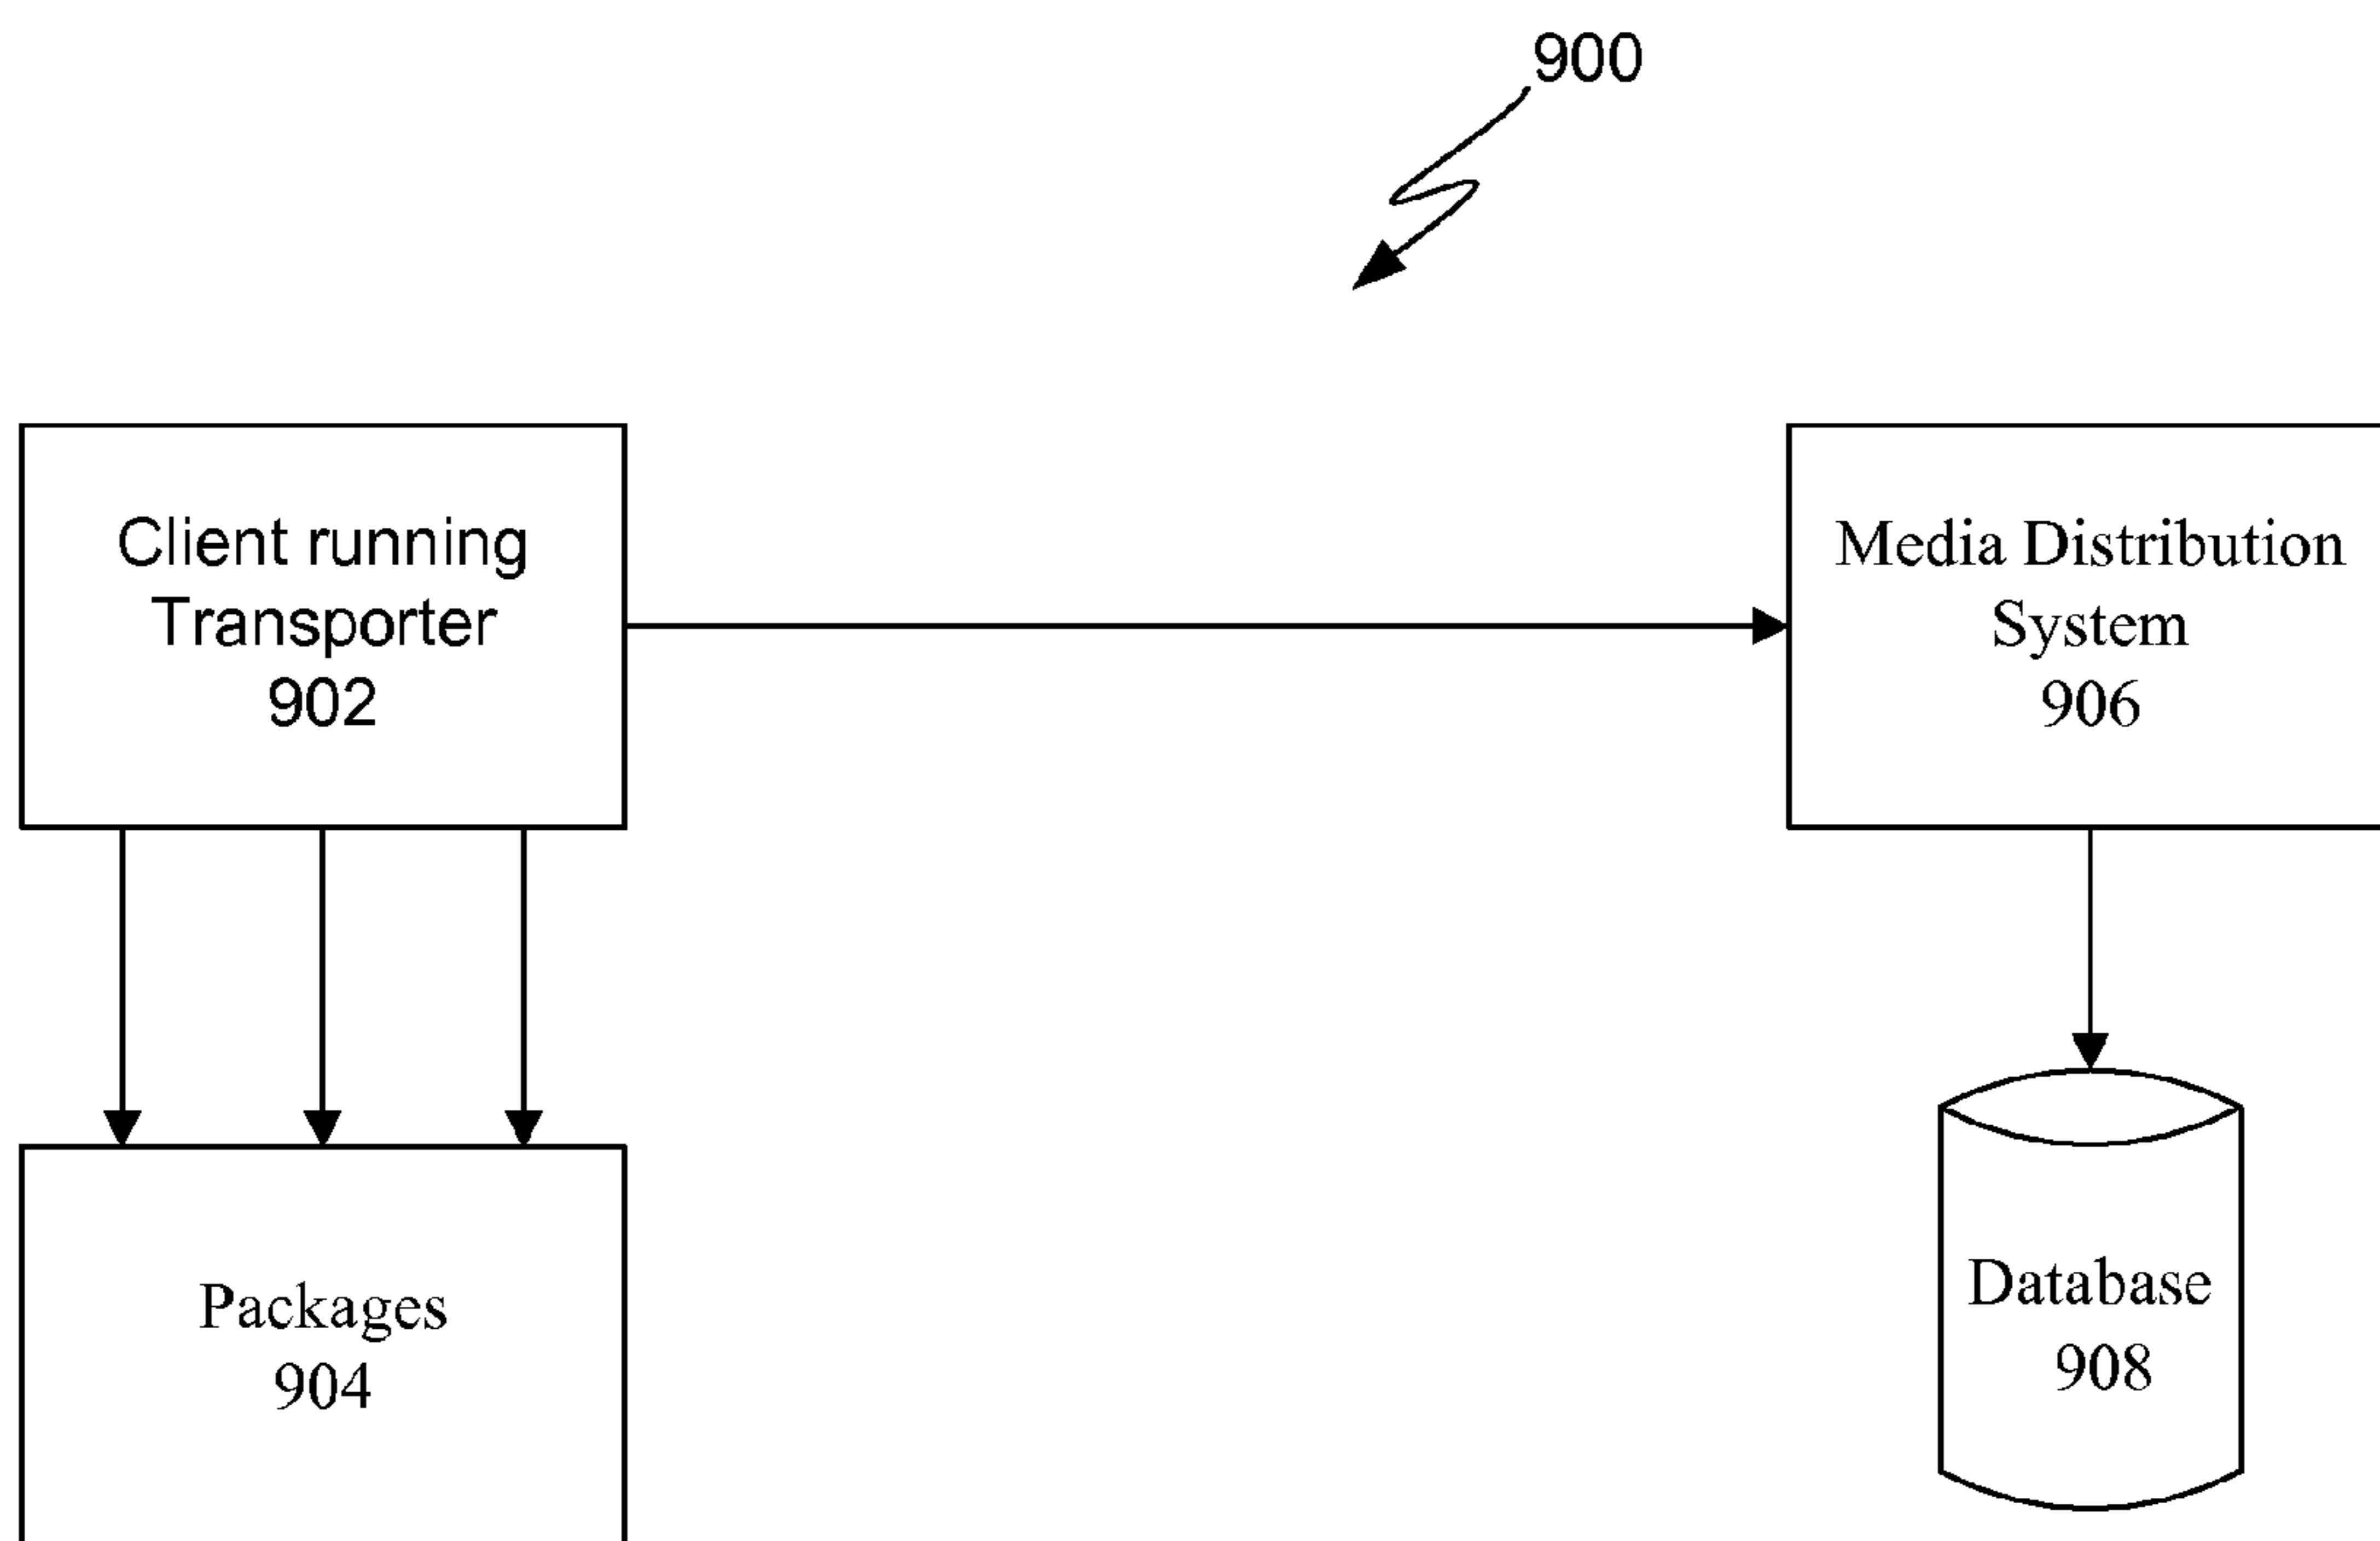 900
Client running
Transporter
902
Media Distribution
System
906
Packages
904
Database
908